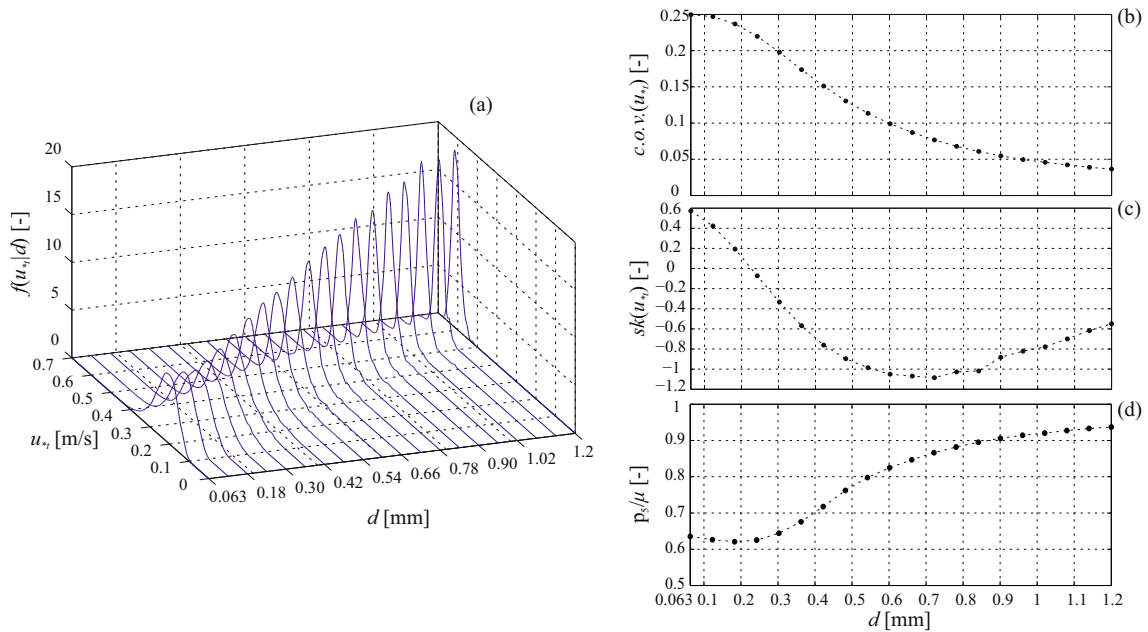 (a)
20
15
10
5
0
f(u*t|d) [-]
0.7
0.6
0.5
0.4
0.3
0.2
0.1
0
u*t [m/s]
0.063 0.18 0.30 0.42 0.54 0.66 0.78 0.90 1.02 1.2
d [mm]
(b)
0.25
0.2
0.15
0.1
0.05
0
c.o.v.(u*t) [-]
(c)
0.6
0.4
0.2
0
−0.2
−0.4
−0.6
−0.8
−1
−1.2
sk(u*t) [-]
(d)
1
0.9
0.8
0.7
0.6
0.5
p5/μ [-]
0.063 0.1 0.2 0.3 0.4 0.5 0.6 0.7 0.8 0.9 1 1.1 1.2
d [mm]